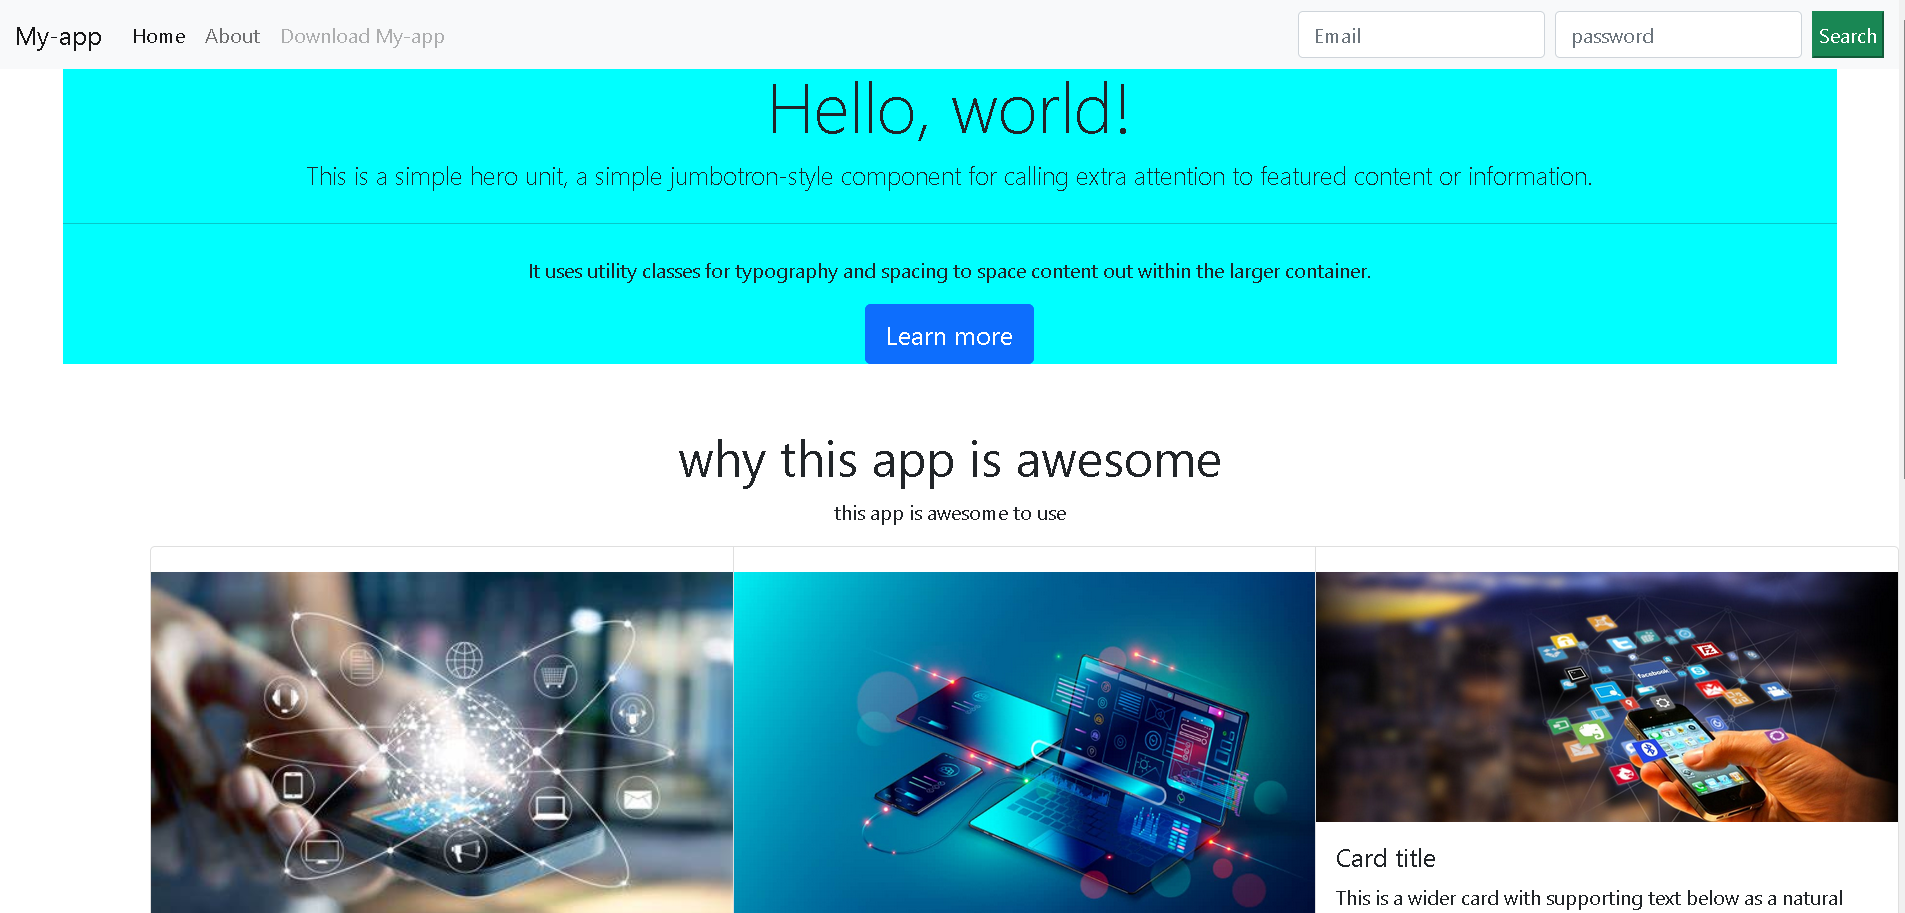 My-app Home About Download My-app Email password Search
Hello, world!
This is a simple hero unit, a simple jumbotron-style component for calling extra attention to featured content or information.
It uses utility classes for typography and spacing to space content out within the larger container.
Learn more
why this app is awesome
this app is awesome to use
facebook
Card title
This is a wider card with supporting text below as a natural